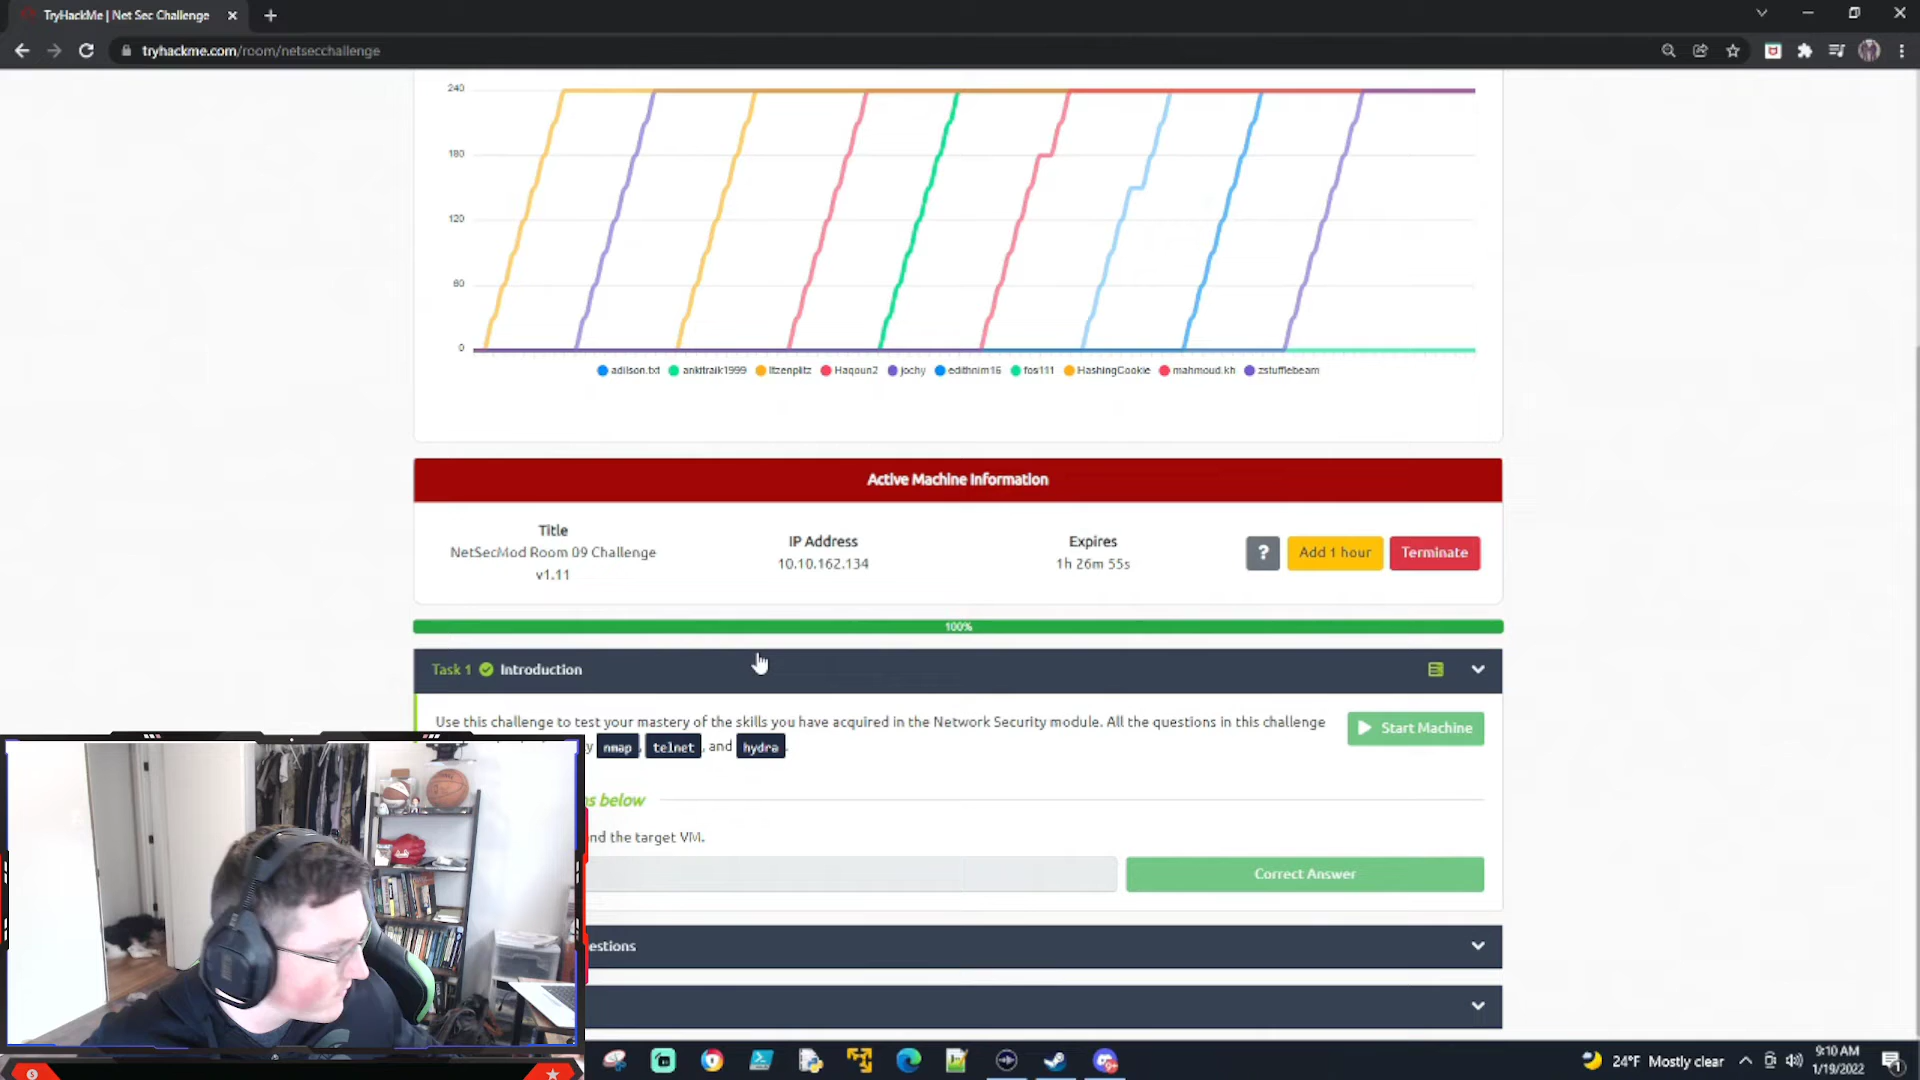 TryHackMe | Net Sec Challenge
tryhackme.com/room/netsecchallenge
240
180
120
60
0
adilson.txt ankttraik1999 Itzenplitz Haqoun2 jochy edithnim16 fos111 HashingCookie mahmoud.kh zstufflebeam
Active Machine Information
Title
NetSecMod Room 09 Challenge
v1.11
IP Address
10.10.162.134
Expires
1h 26m 55s
?
Add 1 hour
Terminate
100%
Task 1 Introduction
Use this challenge to test your mastery of the skills you have acquired in the Network Security module. All the questions in this challenge
nmap, telnet, and hydra.
Start Machine
below
nd the target VM.
Correct Answer
estions
24°F Mostly clear
9:10 AM
1/19/2022